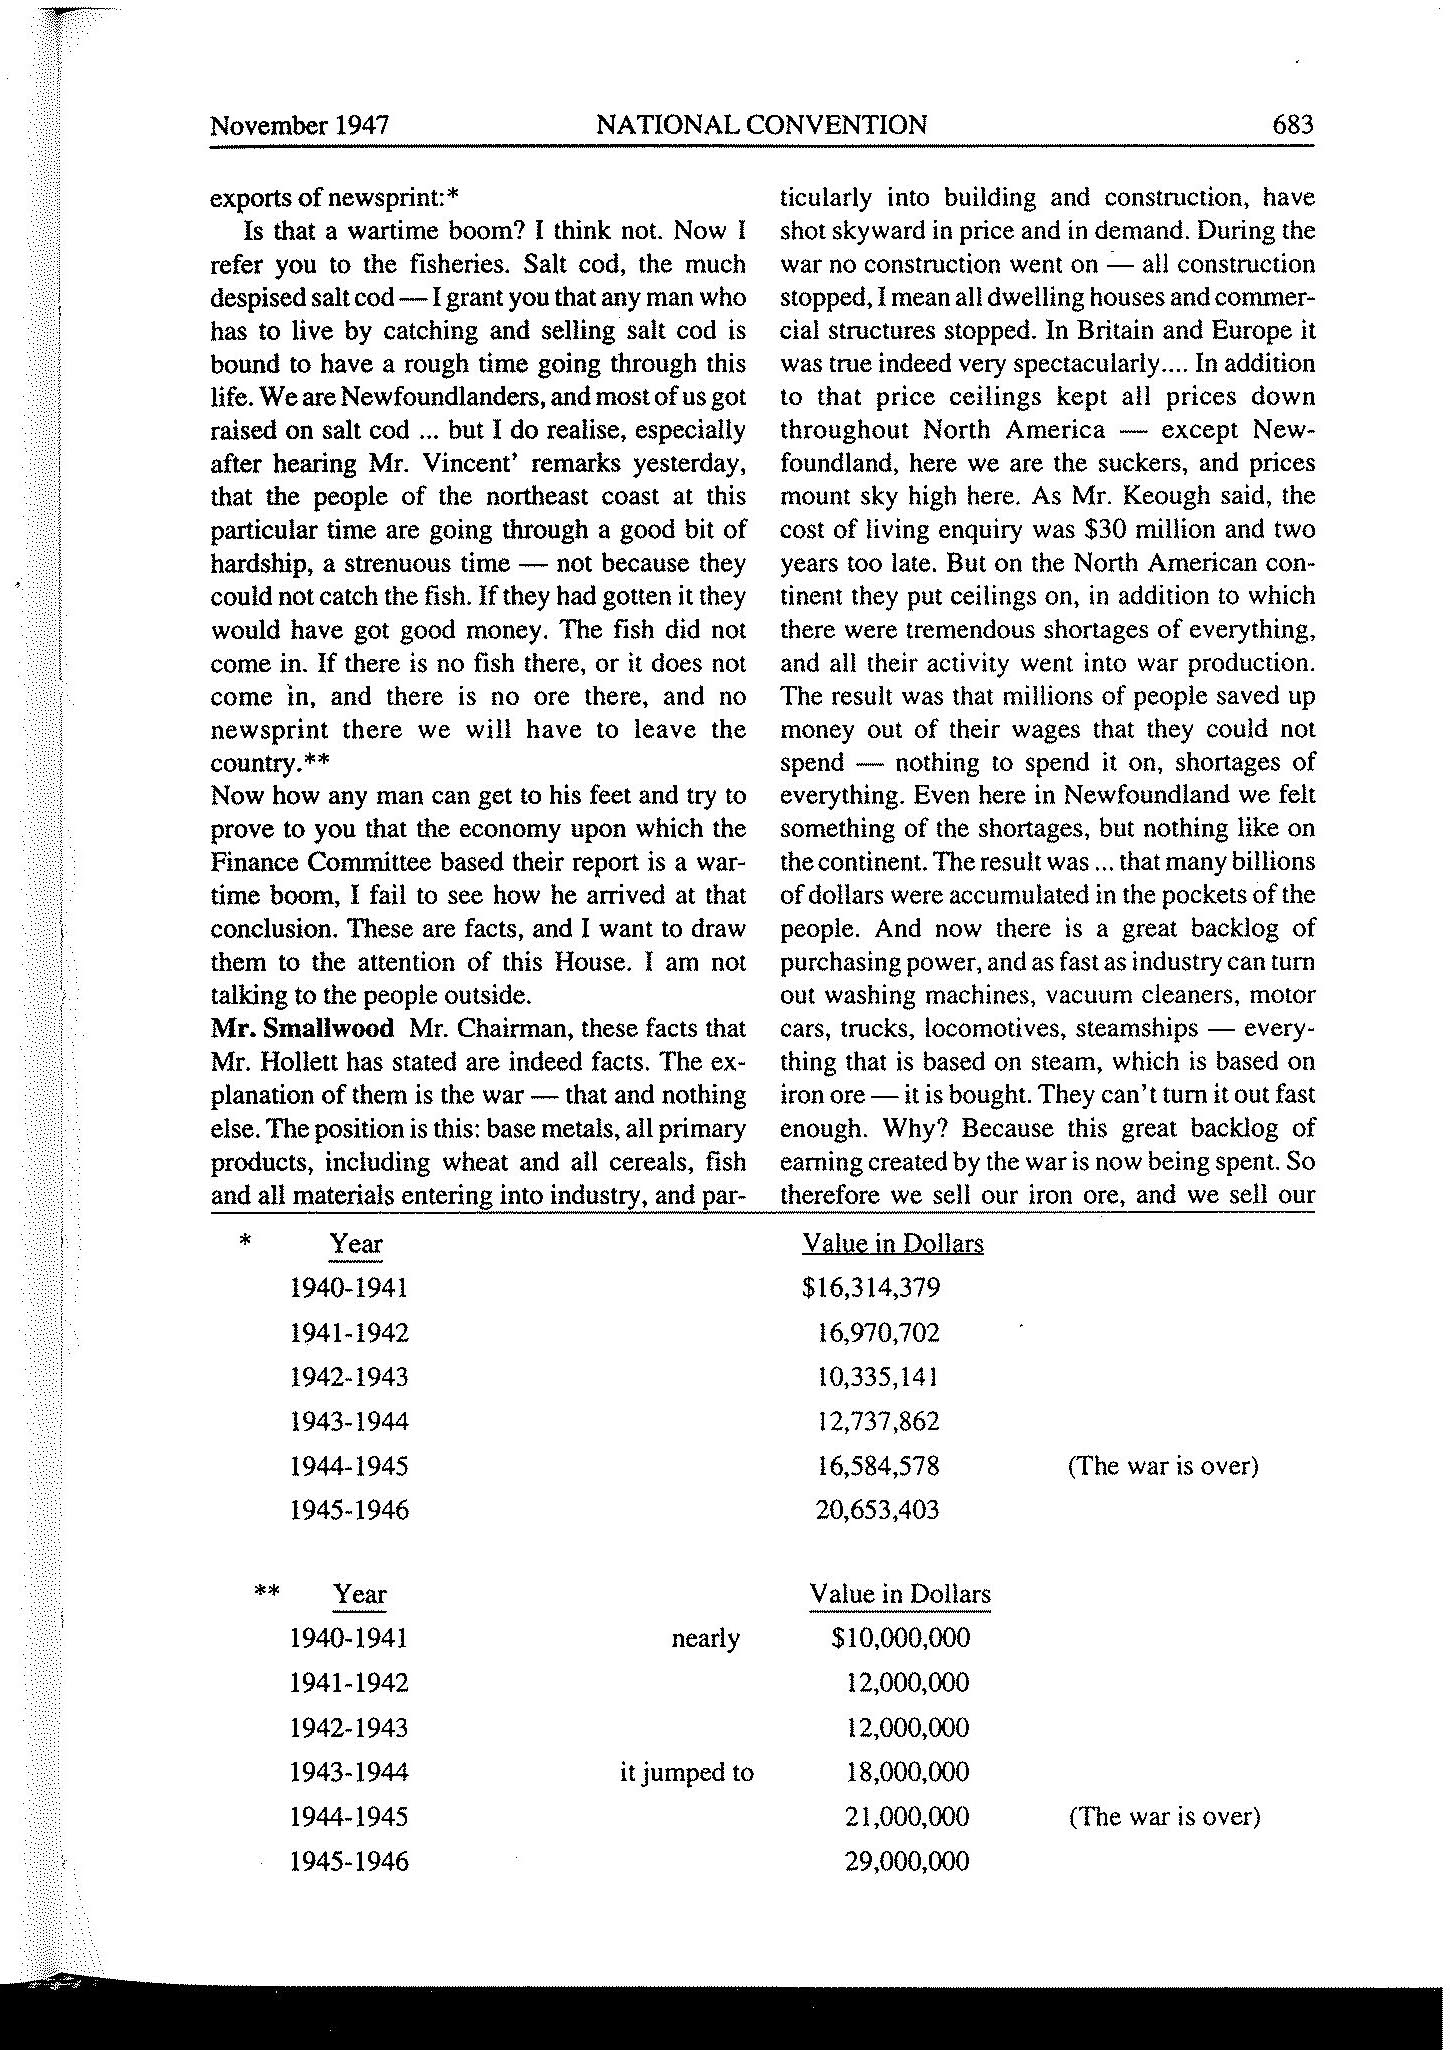 November 1947 NATIONAL CONVENTION 683
exports of newsprint:*
Is that a wartime boom? I think not. Now I
refer you to the fisheries. Salt cod, the much
despised salt cod — I grant you that any man who
has to live by catching and selling salt cod is
bound to have a rough time going through this
life. We are Newfoundlanders, and most of us got
raised on salt cod ... but I do realise, especially
after hearing Mr. Vincent' remarks yesterday,
that the people of the northeast coast at this
particular time are going through a good bit of
hardship, a strenuous time — not because they
could not catch the fish. If they had gotten it they
would have got good money. The fish did not
come in. If there is no fish there, or it does not
come in, and there is no ore there, and no
newsprint there we will have to leave the
country.**
Now how any man can get to his feet and try to
prove to you that the economy upon which the
Finance Committee based their report is a war-
time boom, I fail to see how he arrived at that
conclusion. These are facts, and I want to draw
them to the attention of this House. I am not
talking to the people outside.
Mr. Smallwood Mr. Chairman, these facts that
Mr. Hollett has stated are indeed facts. The ex-
planation of them is the war — that and nothing
else. The position is this: base metals, all primary
products, including wheat and all cereals, fish
and all materials entering into industry, and par-
ticularly into building and construction, have
shot skyward in price and in demand. During the
war no construction went on — all construction
stopped, I mean all dwelling houses and commer-
cial structures stopped. In Britain and Europe it
was true indeed very spectacularly.... In addition
to that price ceilings kept all prices down
throughout North America — except New-
foundland, here we are the suckers, and prices
mount sky high here. As Mr. Keough said, the
cost of living enquiry was $30 million and two
years too late. But on the North American con-
tinent they put ceilings on, in addition to which
there were tremendous shortages of everything,
and all their activity went into war production.
The result was that millions of people saved up
money out of their wages that they could not
spend — nothing to spend it on, shortages of
everything. Even here in Newfoundland we felt
something of the shortages, but nothing like on
the continent. The result was ... that many billions
of dollars were accumulated in the pockets of the
people. And now there is a great backlog of
purchasing power, and as fast as industry can turn
out washing machines, vacuum cleaners, motor
cars, trucks, locomotives, steamships — every-
thing that is based on steam, which is based on
iron ore — it is bought. They can't turn it out fast
enough. Why? Because this great backlog of
earning created by the war is now being spent. So
therefore we sell our iron ore, and we sell our
* Year Value in Dollars
1940-1941 $16,314,379
1941-1942 16,970,702
1942-1943 10,335,141
1943-1944 12,737,862
1944-1945 16,584,578 (The war is over)
1945-1946 20,653,403
** Year Value in Dollars
1940-1941 nearly $10,000,000
1941-1942 12,000,000
1942-1943 12,000,000
1943-1944 it jumped to 18,000,000
1944-1945 21,000,000 (The war is over)
1945-1946 29,000,000